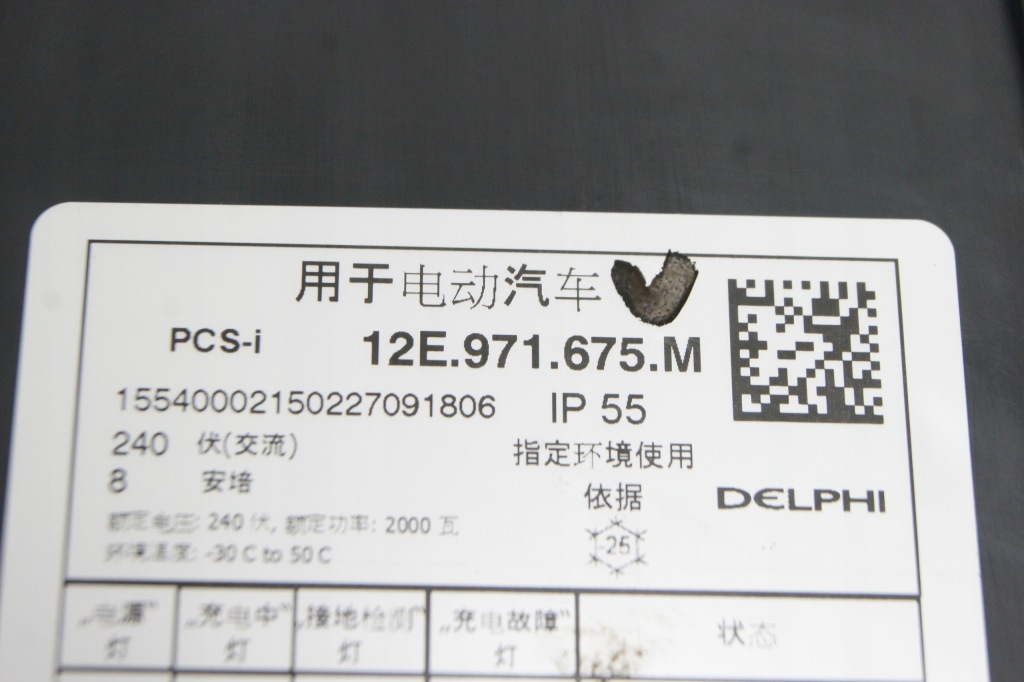 用于电动汽车
PCS-i 12E.971.675.M
15540002150227091806 IP 55
240 伏(交流) 指定环境使用
8 安培 依据
DELPHI
额定电压: 240 伏, 额定功率: 2000 瓦
-25
环境温度: -30 C to 50 C
„电源" „充电中" „接地检测" „充电故障" 状态
灯 灯 灯 灯